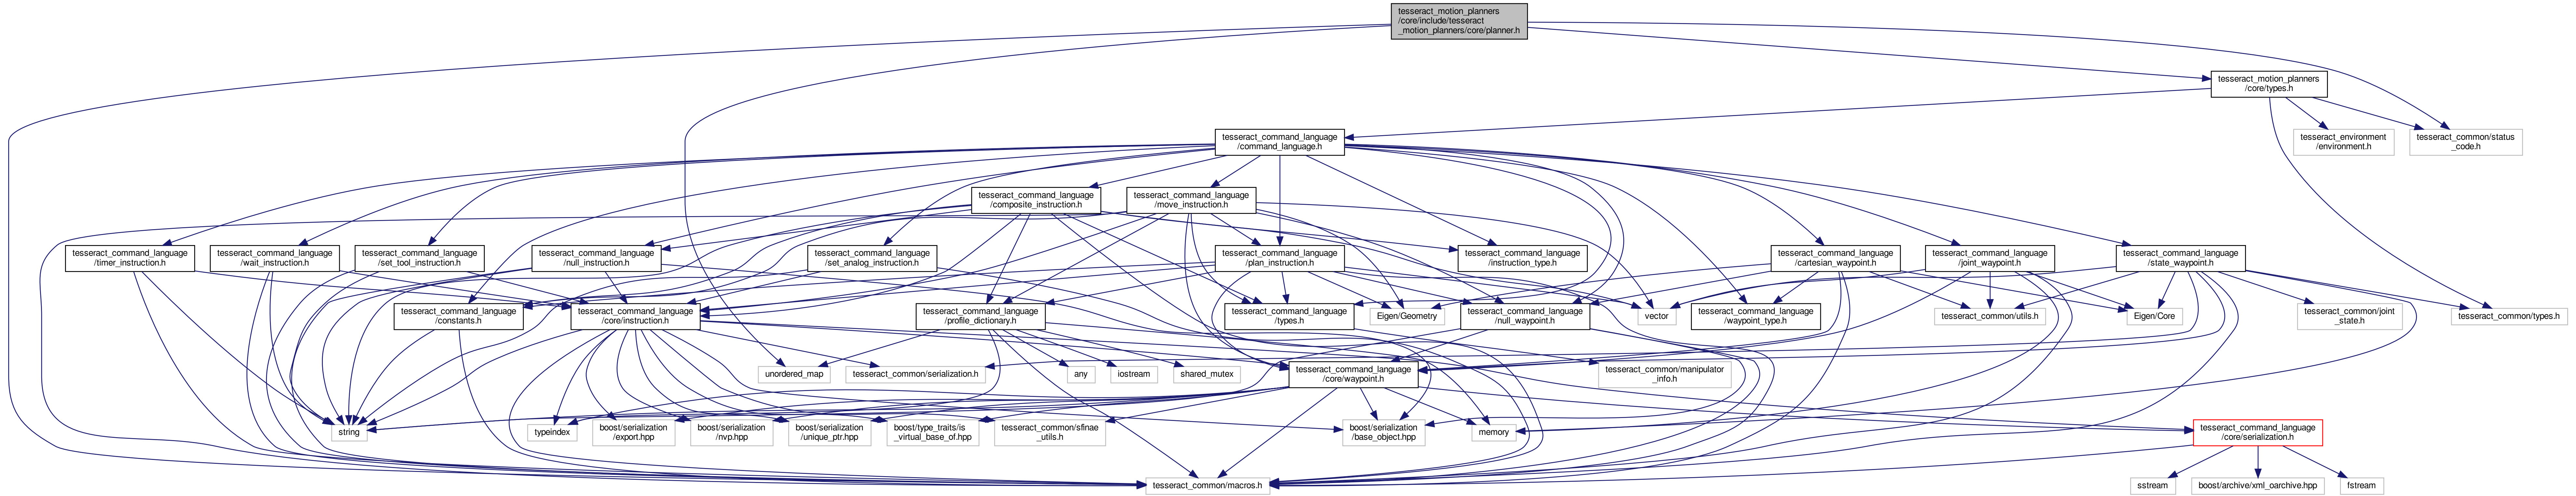 tesseract_motion_planners
/core/include/tesseract
_motion_planners/core/planner.h
tesseract_motion_planners
/core/types.h
tesseract_command_language
/command_language.h
tesseract_environment
/environment.h
tesseract_common/status
_code.h
tesseract_command_language
/composite_instruction.h
tesseract_command_language
/move_instruction.h
tesseract_command_language
/timer_instruction.h
tesseract_command_language
/wait_instruction.h
tesseract_command_language
/set_tool_instruction.h
tesseract_command_language
/null_instruction.h
tesseract_command_language
/set_analog_instruction.h
tesseract_command_language
/plan_instruction.h
tesseract_command_language
/instruction_type.h
tesseract_command_language
/cartesian_waypoint.h
tesseract_command_language
/joint_waypoint.h
tesseract_command_language
/state_waypoint.h
tesseract_command_language
/constants.h
tesseract_command_language
/core/instruction.h
tesseract_command_language
/profile_dictionary.h
tesseract_command_language
/types.h
Eigen/Geometry
tesseract_command_language
/null_waypoint.h
vector
tesseract_command_language
/waypoint_type.h
tesseract_common/utils.h
Eigen/Core
tesseract_common/joint
_state.h
tesseract_common/types.h
unordered_map
tesseract_common/serialization.h
any
iostream
shared_mutex
tesseract_command_language
/core/waypoint.h
tesseract_common/manipulator
_info.h
string
typeindex
boost/serialization
/export.hpp
boost/serialization
/nvp.hpp
boost/serialization
/unique_ptr.hpp
boost/type_traits/is
_virtual_base_of.hpp
tesseract_common/sfinae
_utils.h
boost/serialization
/base_object.hpp
memory
tesseract_command_language
/core/serialization.h
tesseract_common/macros.h
sstream
boost/archive/xml_oarchive.hpp
fstream